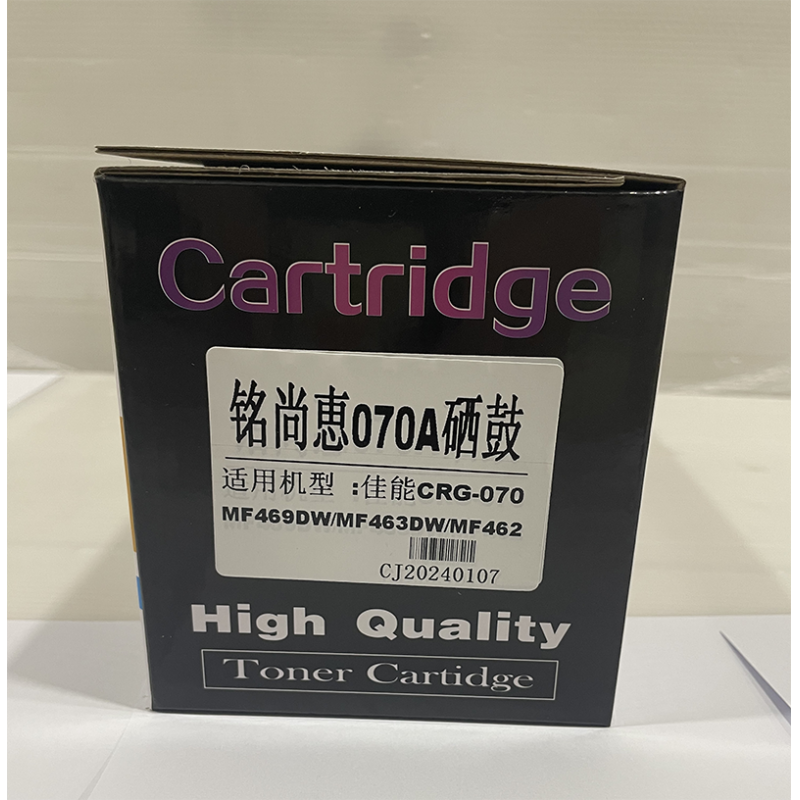 Cartridge
铭尚惠070A硒鼓
适用机型 :佳能CRG-070
MF469DW/MF463DW/MF462
CJ20240107
High Quality
Toner Cartidge